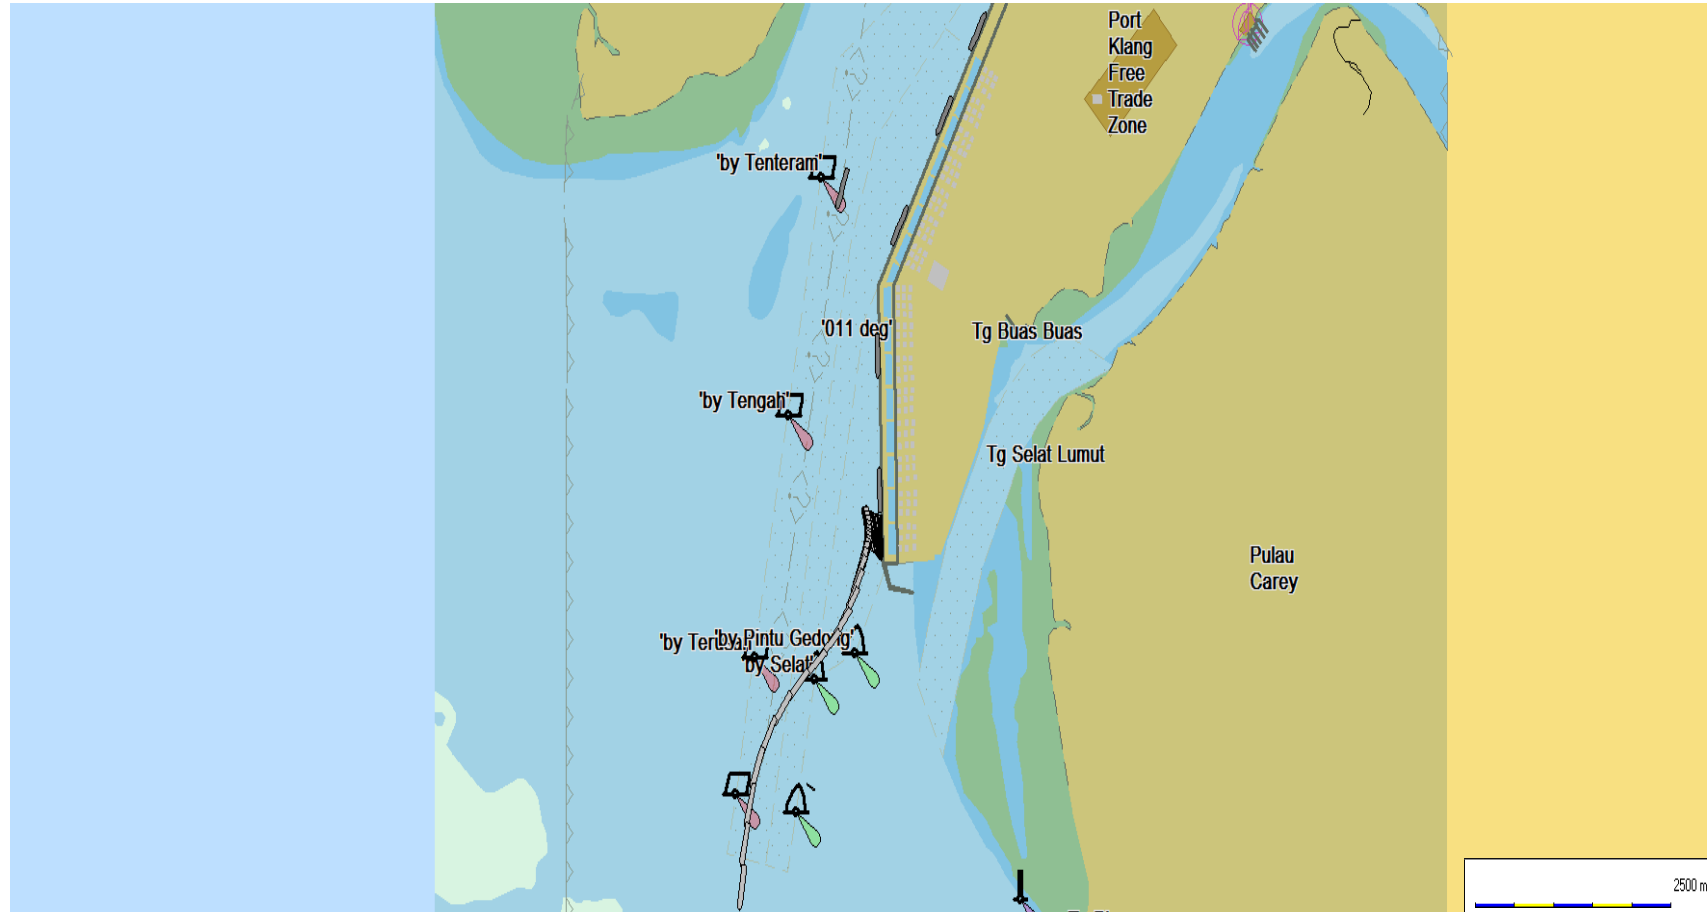 Port
Klang
Free
Trade
Zone
'by Tenteram'
'011 deg'
Tg Buas Buas
'by Tengah'
Tg Selat Lumut
Pulau
Carey
'by Pintu Gedong'
by Selat'
2500 m